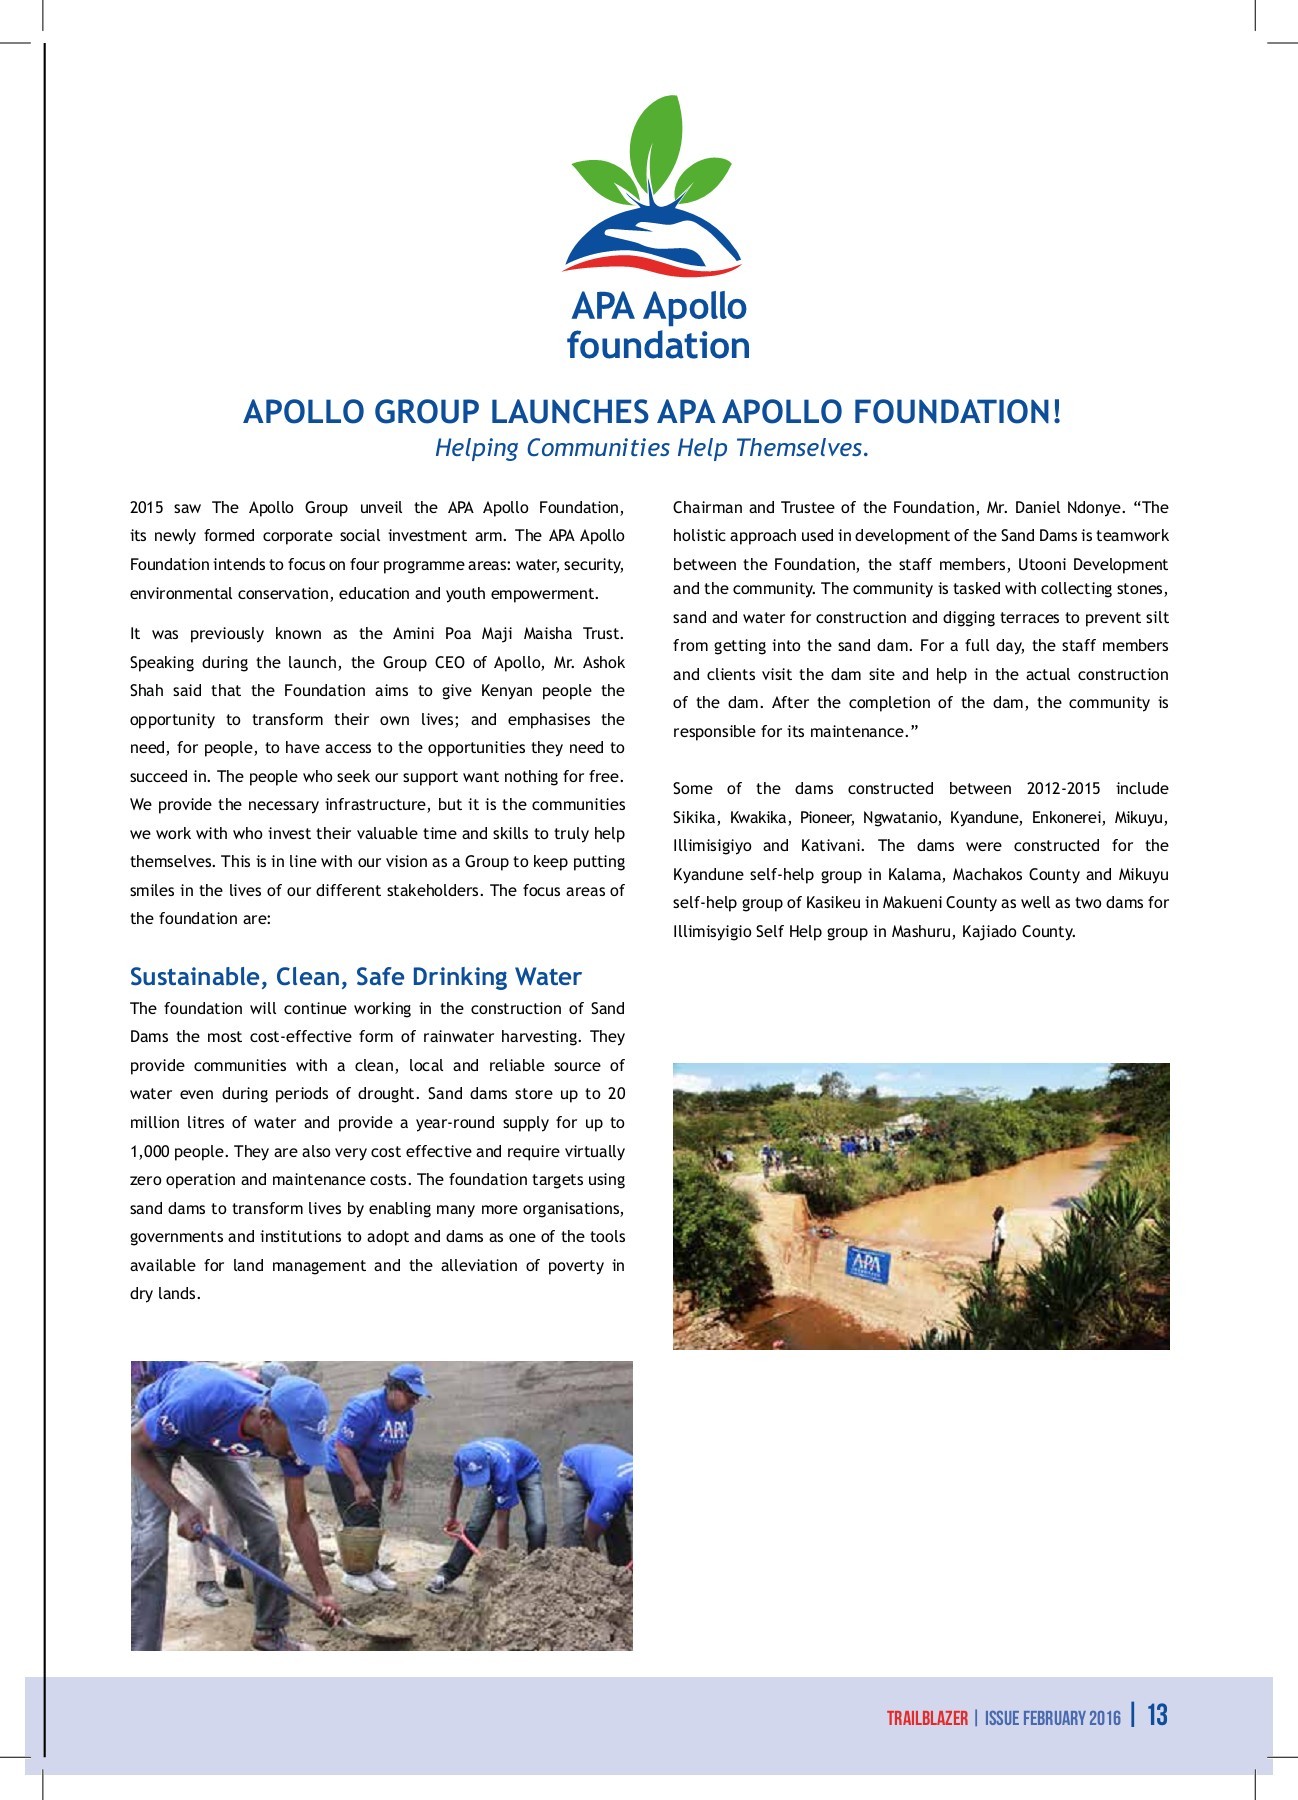 APA Apollo
foundation
APOLLO GROUP LAUNCHES APA APOLLO FOUNDATION!
Helping Communities Help Themselves.
2015 saw The Apollo Group unveil the APA Apollo Foundation,
its newly formed corporate social investment arm. The APA Apollo
Foundation intends to focus on four programme areas: water, security,
environmental conservation, education and youth empowerment.
It was previously known as the Amini Poa Maji Maisha Trust.
Speaking during the launch, the Group CEO of Apollo, Mr. Ashok
Shah said that the Foundation aims to give Kenyan people the
opportunity to transform their own lives; and emphasises the
need, for people, to have access to the opportunities they need to
succeed in. The people who seek our support want nothing for free.
We provide the necessary infrastructure, but it is the communities
we work with who invest their valuable time and skills to truly help
themselves. This is in line with our vision as a Group to keep putting
smiles in the lives of our different stakeholders. The focus areas of
the foundation are:
Sustainable, Clean, Safe Drinking Water
The foundation will continue working in the construction of Sand
Dams the most cost-effective form of rainwater harvesting. They
provide communities with a clean, local and reliable source of
water even during periods of drought. Sand dams store up to 20
million litres of water and provide a year-round supply for up to
1,000 people. They are also very cost effective and require virtually
zero operation and maintenance costs. The foundation targets using
sand dams to transform lives by enabling many more organisations,
governments and institutions to adopt and dams as one of the tools
available for land management and the alleviation of poverty in
dry lands.
APA
APA
Chairman and Trustee of the Foundation, Mr. Daniel Ndonye. “The
holistic approach used in development of the Sand Dams is teamwork
between the Foundation, the staff members, Utooni Development
and the community. The community is tasked with collecting stones,
sand and water for construction and digging terraces to prevent silt
from getting into the sand dam. For a full day, the staff members
and clients visit the dam site and help in the actual construction
of the dam. After the completion of the dam, the community is
responsible for its maintenance.”
Some of the dams constructed between 2012-2015 include
Sikika, Kwakika, Pioneer, Ngwatanio, Kyandune, Enkonerei, Mikuyu,
Illimisigiyo and Kativani. The dams were constructed for the
Kyandune self-help group in Kalama, Machakos County and Mikuyu
self-help group of Kasikeu in Makueni County as well as two dams for
Illimisyigio Self Help group in Mashuru, Kajiado County.
APA
TRAILBLAZER | ISSUE FEBRUARY 2016 | 13